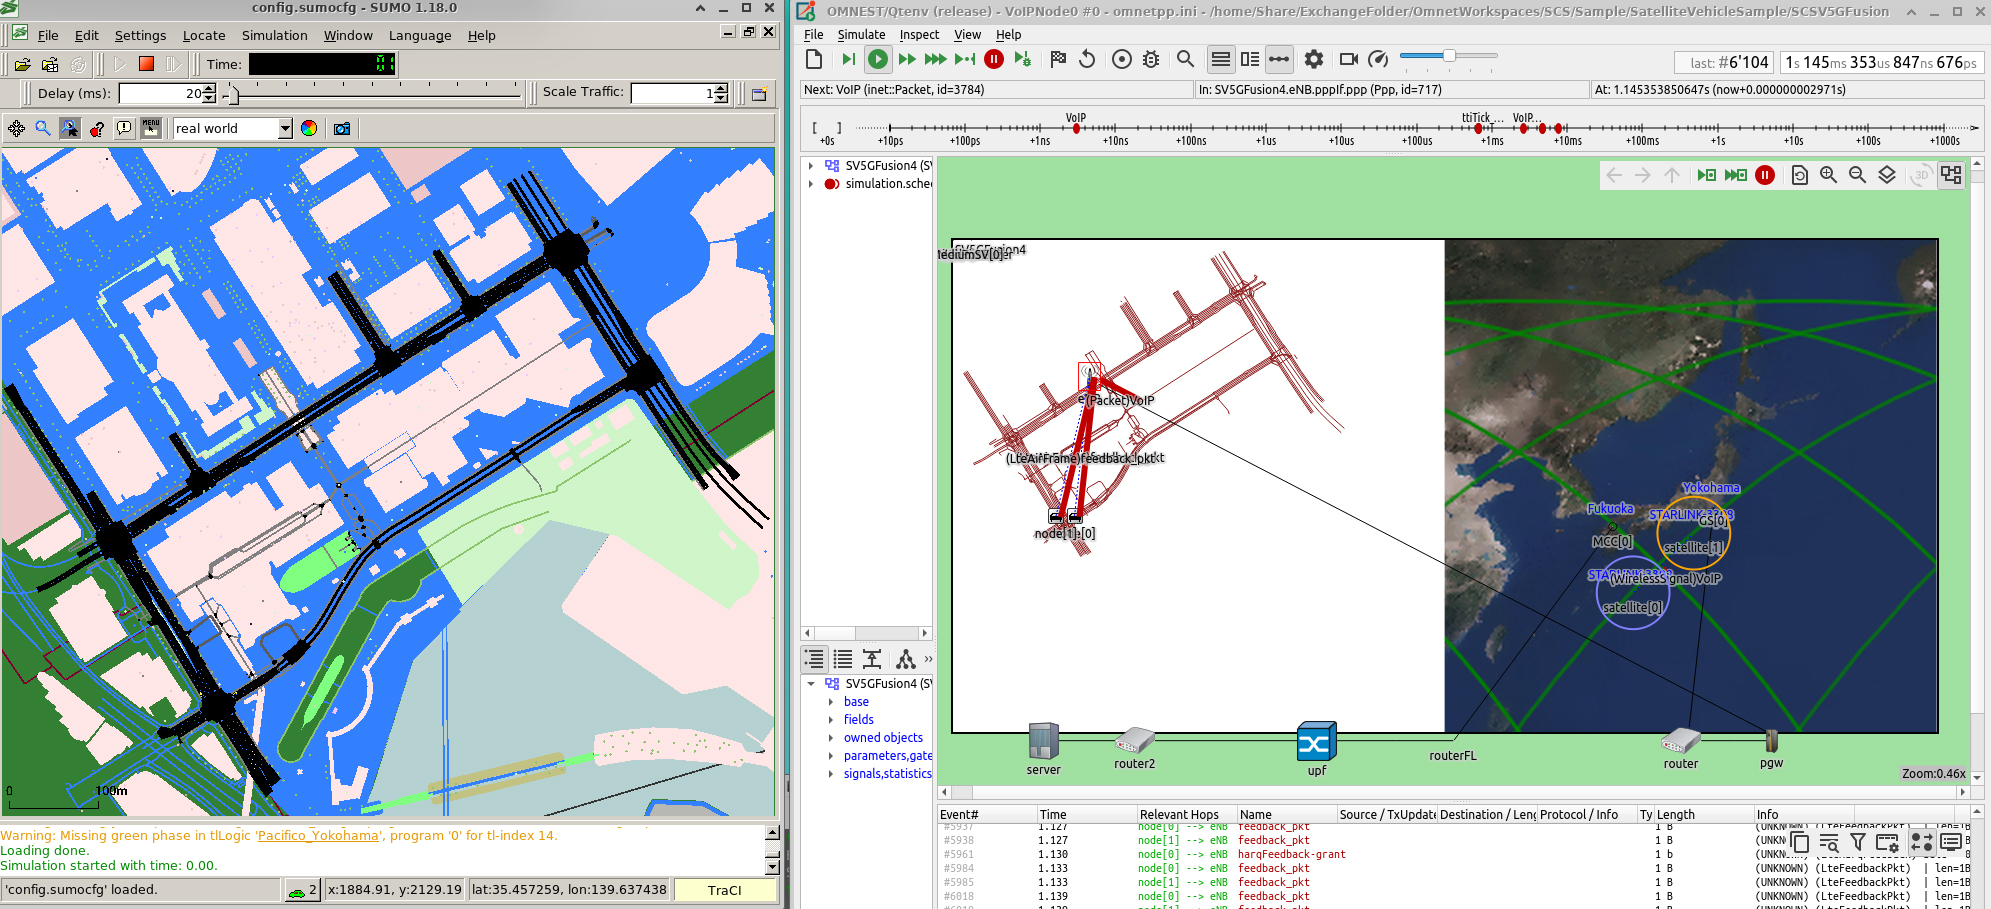 config.sumocfg - SUMO 1.18.0
File Edit Settings Locate Simulation Window Language Help
Time: 0.1
Delay (ms): 20
Scale Traffic: 1
MENU
real world
0 100m
Warning: Missing green phase in tlLogic 'Pacifico_Yokohama', program '0' for tl-index 14.
Loading done.
Simulation started with time: 0.00.
'config.sumocfg' loaded.
2
x:1884.91, y:2129.19
lat:35.457259, lon:139.637438
TraCI
OMNEST/Qtenv (release) - VoIPNode0 #0 - omnetpp.ini - /home/Share/ExchangeFolder/OmnetWorkspaces/SCS/Sample/SatelliteVehicleSample/SCSV5GFusion
File Simulate Inspect View Help
last: #6'104
1s 145ms 353us 847ns 676ps
Next: VoIP (inet::Packet, id=3784)
In: SV5GFusion4.eNB.pppIf.ppp (Ppp, id=717)
At: 1.145353850647s (now+0.000000002971s)
VoIP ttiTick_... VoIP...
+0s +10ps +100ps +1ns +10ns +100ns +1us +10us +100us +1ms +10ms +100ms +1s +10s +100s +1000s
SV5GFusion4 (SV
simulation.sche
3D
SV5GFusion4
MediumSV[0]
(Packet)VoIP
(LteAirFrame)feedback_pkt
node[1]
[0]
Yokohama
Fukuoka
GS[0]
MCC[0]
satellite[1]
(WirelessSignal)VoIP
satellite[0]
server
router2
upf
routerFL
router
pgw
Zoom:0.46x
SV5GFusion4 (SV
base
fields
owned objects
parameters,gate
signals,statistics
Event# Time Relevant Hops Name Source / TxUpdate Destination / Leng Protocol / Info Ty Length Info
#5937 1.127 node[0] --> eNB feedback_pkt 1 B
#5938 1.127 node[1] --> eNB feedback_pkt 1 B
#5961 1.130 node[0] --> eNB harqFeedback-grant 1 b
#5984 1.133 node[0] --> eNB feedback_pkt 1 B (UNKNOWN) (LteFeedbackPkt) | len=1B
#5985 1.133 node[1] --> eNB feedback_pkt 1 B (UNKNOWN) (LteFeedbackPkt) | len=1B
#6018 1.139 node[0] --> eNB feedback_pkt 1 B (UNKNOWN) (LteFeedbackPkt) | len=1B